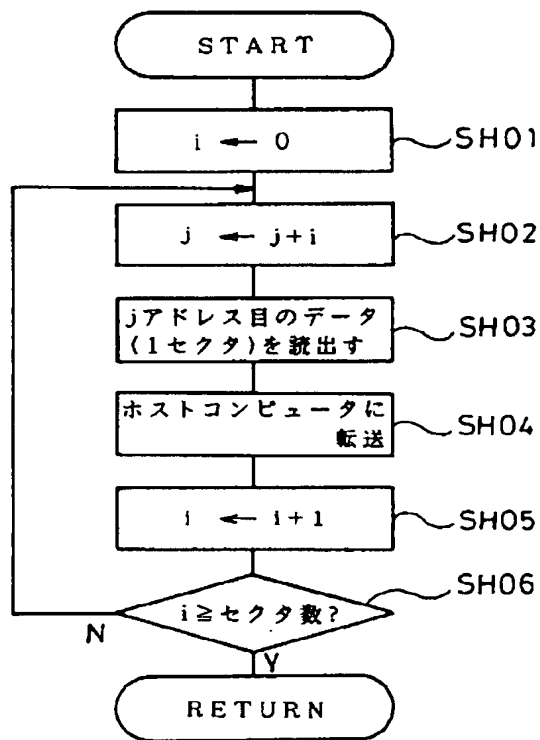 START
i ← 0
SH01
j ← j+i
SH02
jアドレス目のデータ
(1セクタ)を読出す
SH03
ホストコンピュータに
転送
SH04
i ← i+1
SH05
i≧セクタ数?
SH06
N
Y
RETURN